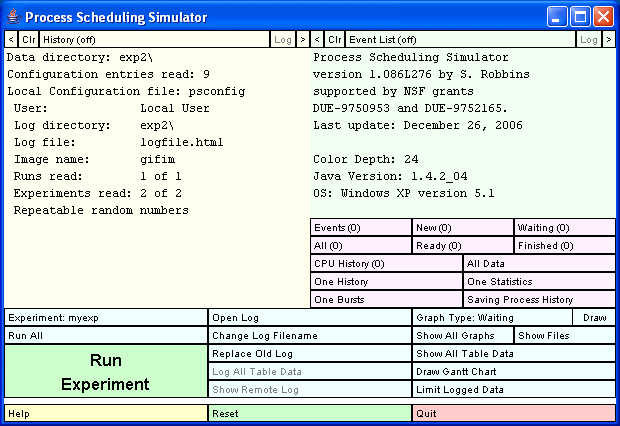 Process Scheduling Simulator
< Clr History (off) Log > < Clr Event List (off) Log >
Data directory: exp2\
Configuration entries read: 9
Local Configuration file: psconfig
User: Local User
Log directory: exp2\
Log file: logfile.html
Image name: gifim
Runs read: 1 of 1
Experiments read: 2 of 2
Repeatable random numbers
Process Scheduling Simulator
version 1.086L276 by S. Robbins
supported by NSF grants
DUE-9750953 and DUE-9752165.
Last update: December 26, 2006
Color Depth: 24
Java Version: 1.4.2_04
OS: Windows XP version 5.1
Events (0) New (0) Waiting (0)
All (0) Ready (0) Finished (0)
CPU History (0) All Data
One History One Statistics
One Bursts Saving Process History
Experiment: myexp Open Log Graph Type: Waiting Draw
Run All Change Log Filename Show All Graphs Show Files
Run
Experiment
Replace Old Log Show All Table Data
Log All Table Data Draw Gantt Chart
Show Remote Log Limit Logged Data
Help Reset Quit